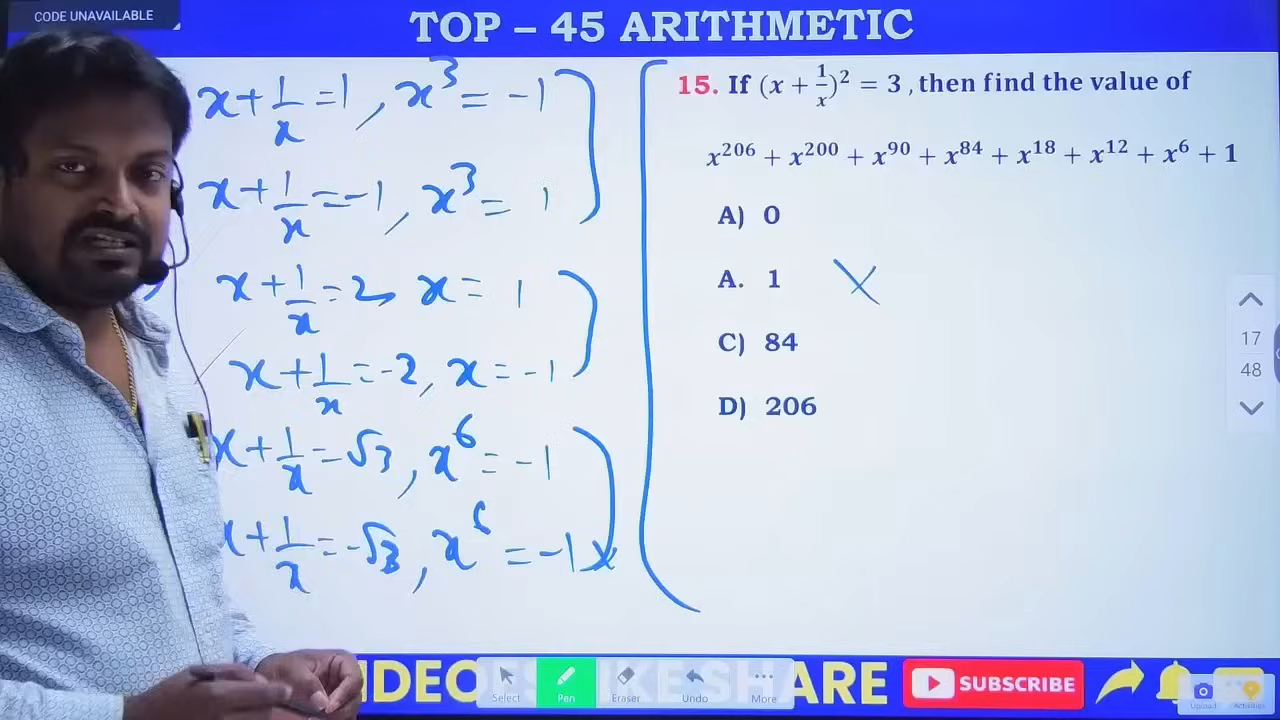 CODE UNAVAILABLE
TOP – 45 ARITHMETIC
x + 1/x = 1, x³ = -1
x + 1/x = -1, x³ = 1
x + 1/x = 2, x = 1
x + 1/x = -2, x = -1
x + 1/x = √3, x⁶ = -1
x + 1/x = -√3, x⁶ = -1
15. If (x + 1/x)² = 3 , then find the value of
x²⁰⁶ + x²⁰⁰ + x⁹⁰ + x⁸⁴ + x¹⁸ + x¹² + x⁶ + 1
A) 0
A. 1
C) 84
D) 206
17
48
SUBSCRIBE
Select Pen Eraser Undo More
Upload Activities